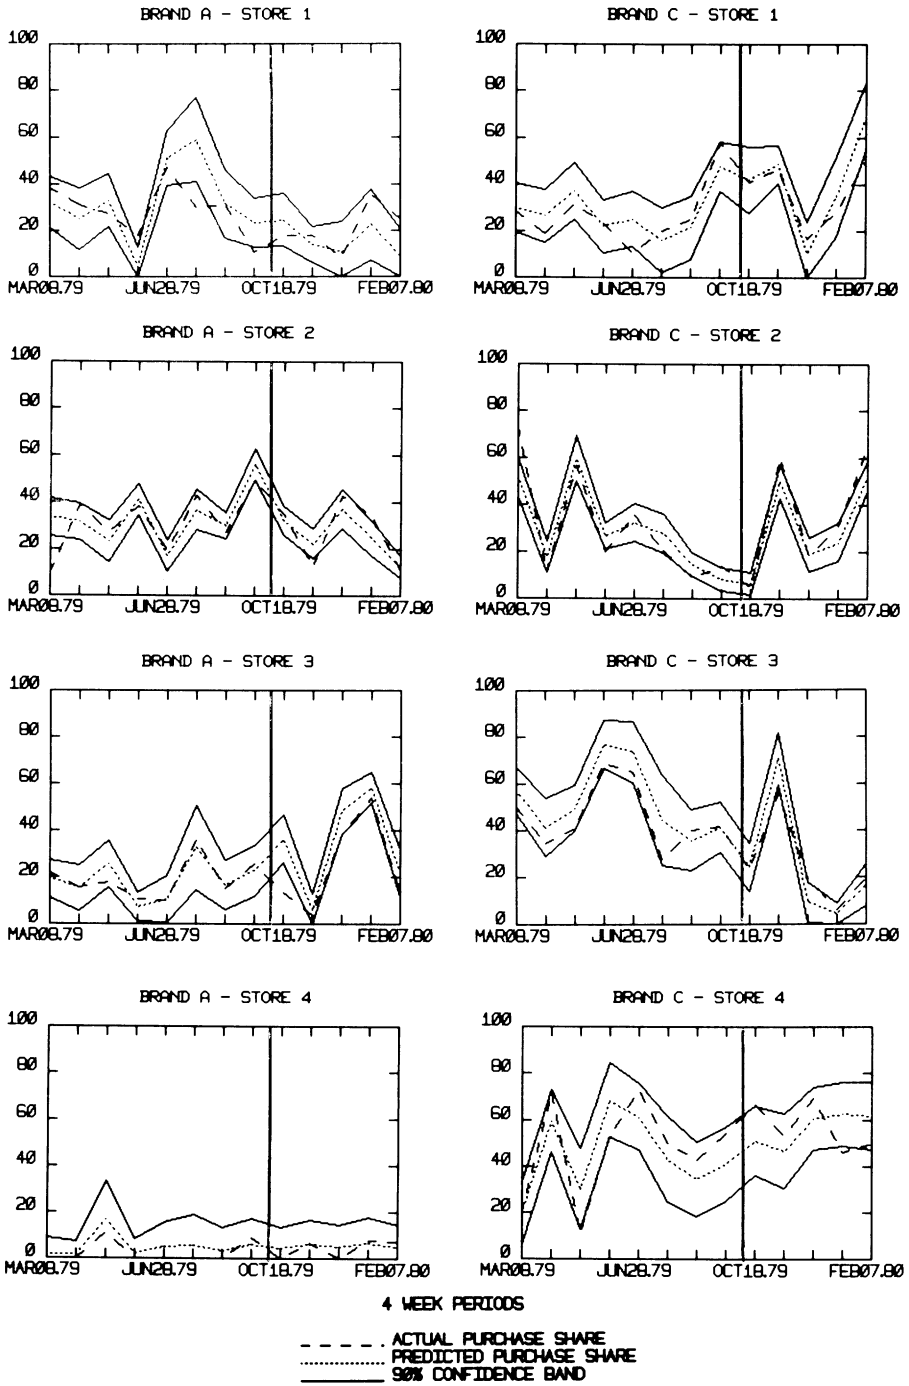 BRAND A - STORE 1
100
80
60
40
20
0
MAR08.79 JUN28.79 OCT18.79 FEB07.80
BRAND C - STORE 1
100
80
60
40
20
0
MAR08.79 JUN28.79 OCT18.79 FEB07.80
BRAND A - STORE 2
100
80
60
40
20
0
MAR08.79 JUN28.79 OCT18.79 FEB07.80
BRAND C - STORE 2
100
80
60
40
20
0
MAR08.79 JUN28.79 OCT18.79 FEB07.80
BRAND A - STORE 3
100
80
60
40
20
0
MAR08.79 JUN28.79 OCT18.79 FEB07.80
BRAND C - STORE 3
100
80
60
40
20
0
MAR08.79 JUN28.79 OCT18.79 FEB07.80
BRAND A - STORE 4
100
80
60
40
20
0
MAR08.79 JUN28.79 OCT18.79 FEB07.80
BRAND C - STORE 4
100
80
60
40
20
0
MAR08.79 JUN28.79 OCT18.79 FEB07.80
4 WEEK PERIODS
ACTUAL PURCHASE SHARE
PREDICTED PURCHASE SHARE
90% CONFIDENCE BAND